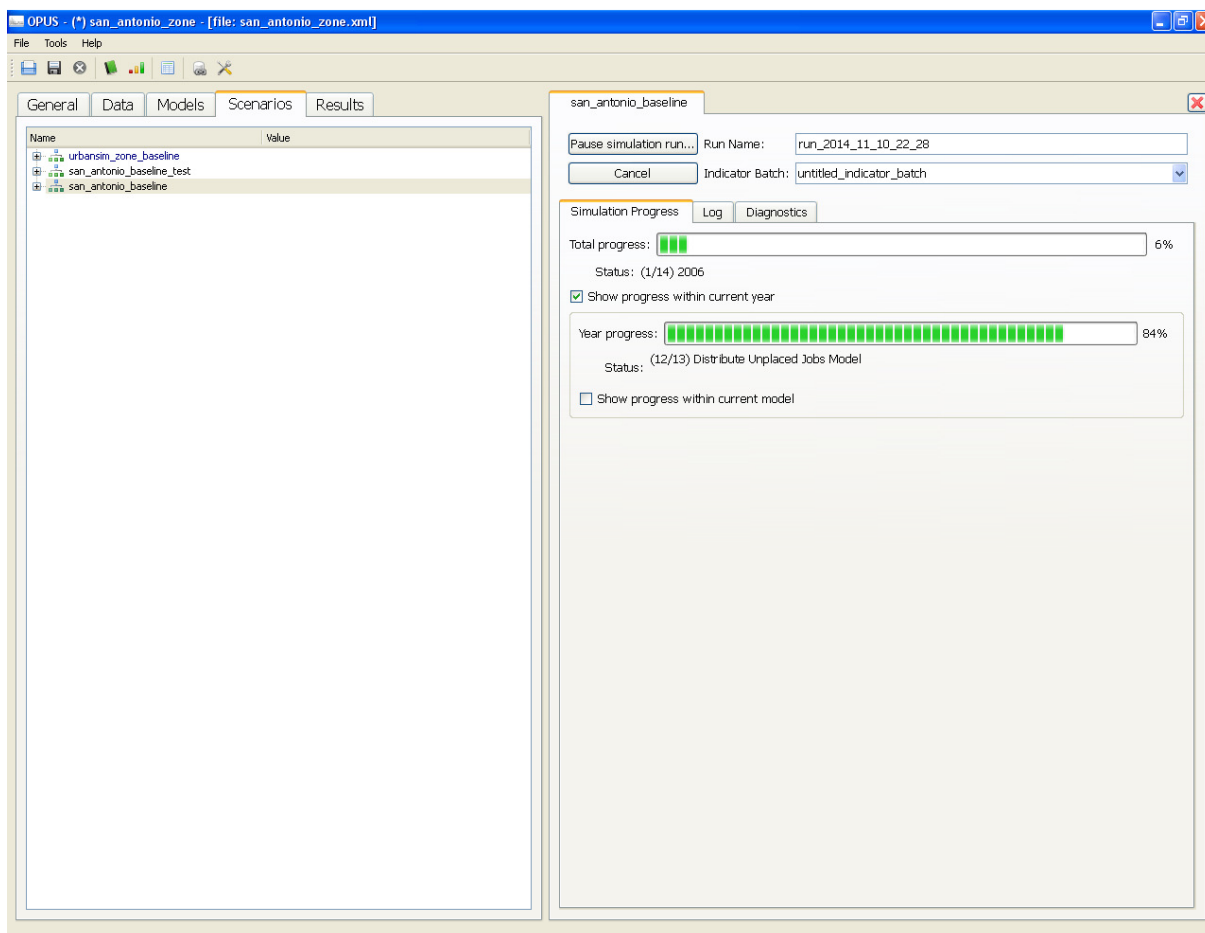 OPUS - (*) san_antonio_zone - [file: san_antonio_zone.xml]
File Tools Help
General Data Models Scenarios Results
Name Value
urbansim_zone_baseline
san_antonio_baseline_test
san_antonio_baseline
san_antonio_baseline
Pause simulation run... Run Name: run_2014_11_10_22_28
Cancel Indicator Batch: untitled_indicator_batch
Simulation Progress Log Diagnostics
Total progress: 6%
Status: (1/14) 2006
Show progress within current year
Year progress: 84%
Status: (12/13) Distribute Unplaced Jobs Model
Show progress within current model